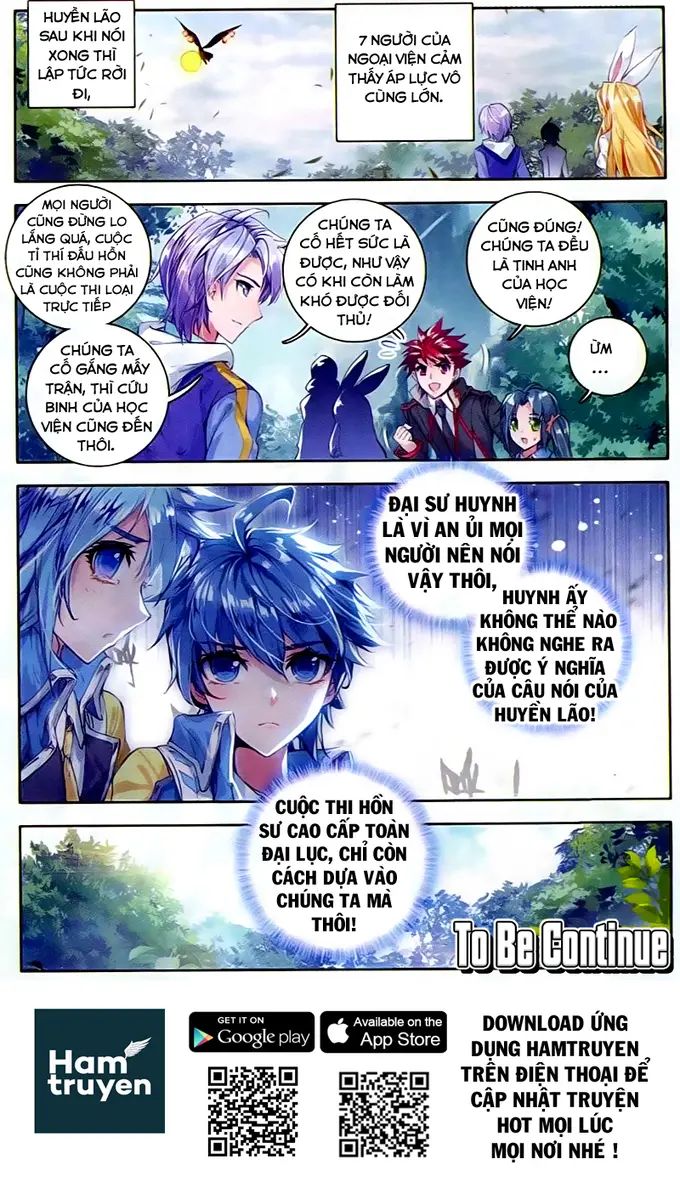 HUYỀN LÃO
SAU KHI NÓI
XONG THÌ
LẬP TỨC RỜI
ĐI,
7 NGƯỜI CỦA
NGOẠI VIỆN CẢM
THẤY ÁP LỰC VÔ
CÙNG LỚN.
MỌI NGƯỜI
CŨNG ĐỪNG LO
LẮNG QUÁ, CUỘC
TỈ THÍ ĐẤU HỒN
CŨNG KHÔNG PHẢI
LÀ CUỘC THI LOẠI
TRỰC TIẾP
CHÚNG TA
CỐ GẮNG MẤY
TRẬN, THÌ CỨU
BINH CỦA HỌC
VIỆN CŨNG ĐẾN
THÔI.
CHÚNG TA
CỐ HẾT SỨC LÀ
ĐƯỢC, NHƯ VẬY
CÓ KHI CÒN LÀM
KHÓ ĐƯỢC ĐỐI
THỦ!
CŨNG ĐÚNG!
CHÚNG TA ĐỀU
LÀ TINH ANH
CỦA HỌC
VIỆN!
ỪM
...
ĐẠI SƯ HUYNH
LÀ VÌ AN ỦI MỌI
NGƯỜI NÊN NÓI
VẬY THÔI,
HUYNH ẤY
KHÔNG THỂ NÀO
KHÔNG NGHE RA
ĐƯỢC Ý NGHĨA
CỦA CÂU NÓI CỦA
HUYỀN LÃO!
CUỘC THI HỒN
SƯ CAO CẤP TOÀN
ĐẠI LỤC, CHỈ CÒN
CÁCH DỰA VÀO
CHÚNG TA MÀ
THÔI!
To Be Continue
Ham
truyen
GET IT ON
Google play
Available on the
App Store
DOWNLOAD ỨNG
DỤNG HAMTRUYEN
TRÊN ĐIỆN THOẠI ĐỂ
CẬP NHẬT TRUYỆN
HOT MỌI LÚC
MỌI NƠI NHÉ !